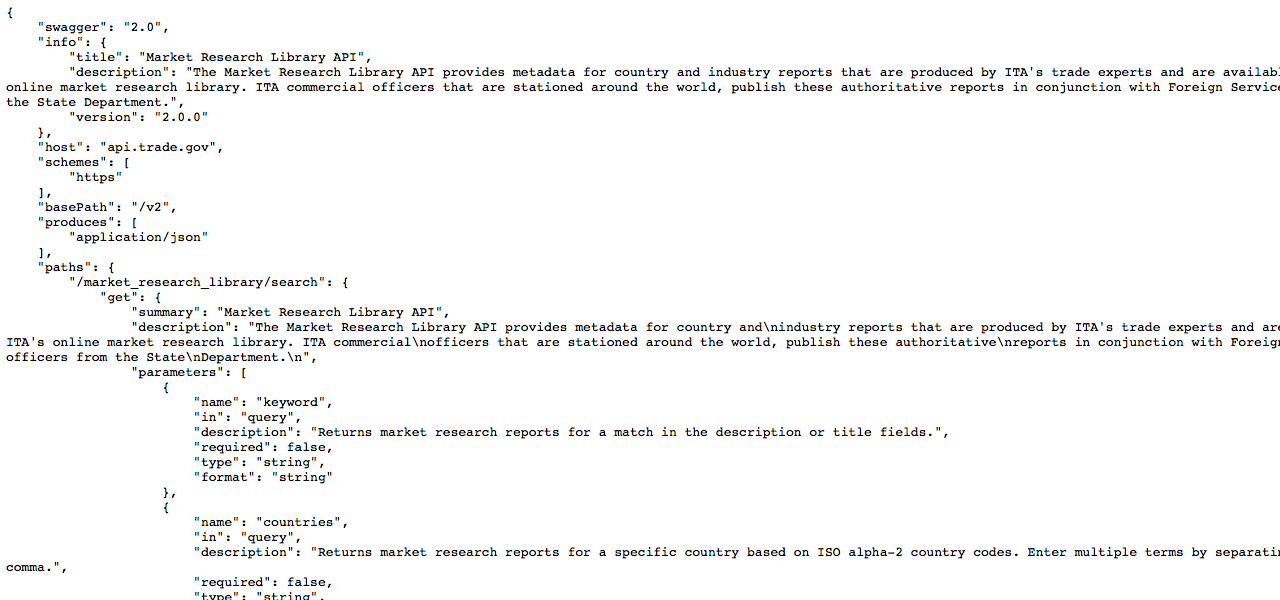 {
    "swagger": "2.0",
    "info": {
        "title": "Market Research Library API",
        "description": "The Market Research Library API provides metadata for country and industry reports that are produced by ITA's trade experts and are
online market research library. ITA commercial officers that are stationed around the world, publish these authoritative reports in conjunction with Foreign
the State Department.",
        "version": "2.0.0"
    },
    "host": "api.trade.gov",
    "schemes": [
        "https"
    ],
    "basePath": "/v2",
    "produces": [
        "application/json"
    ],
    "paths": {
        "/market_research_library/search": {
            "get": {
                "summary": "Market Research Library API",
                "description": "The Market Research Library API provides metadata for country and\nindustry reports that are produced by ITA's trade experts and
ITA's online market research library. ITA commercial\nofficers that are stationed around the world, publish these authoritative\nreports in conjunction with
officers from the State\nDepartment.\n",
                "parameters": [
                    {
                        "name": "keyword",
                        "in": "query",
                        "description": "Returns market research reports for a match in the description or title fields.",
                        "required": false,
                        "type": "string",
                        "format": "string"
                    },
                    {
                        "name": "countries",
                        "in": "query",
                        "description": "Returns market research reports for a specific country based on ISO alpha-2 country codes. Enter multiple terms by
comma.",
                        "required": false,
                        "type": "string",